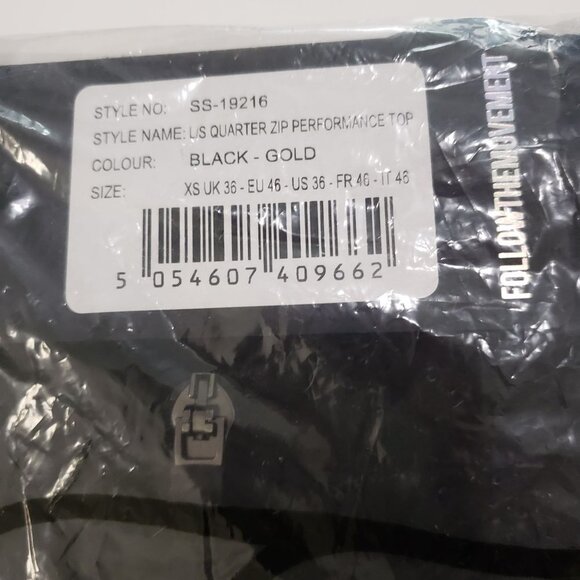 STYLE NO: SS-19216
STYLE NAME: L/S QUARTER ZIP PERFORMANCE TOP
COLOUR: BLACK - GOLD
SIZE: XS UK 36 - EU 46 - US 36 - FR 46 - IT 46
5 054607 409662
FOLLOWTHEMOVEMENT